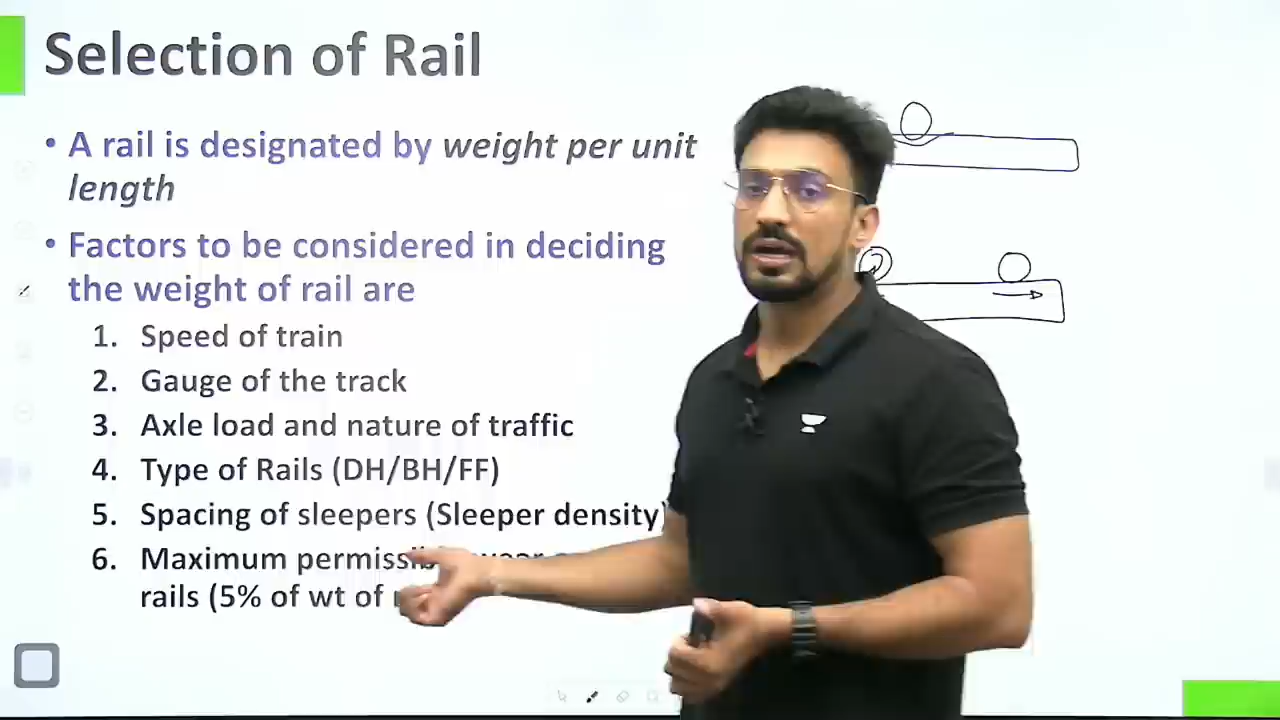 Selection of Rail
• A rail is designated by weight per unit
length
• Factors to be considered in deciding
the weight of rail are
1. Speed of train
2. Gauge of the track
3. Axle load and nature of traffic
4. Type of Rails (DH/BH/FF)
5. Spacing of sleepers (Sleeper density)
6. Maximum
rails (5% of wt of